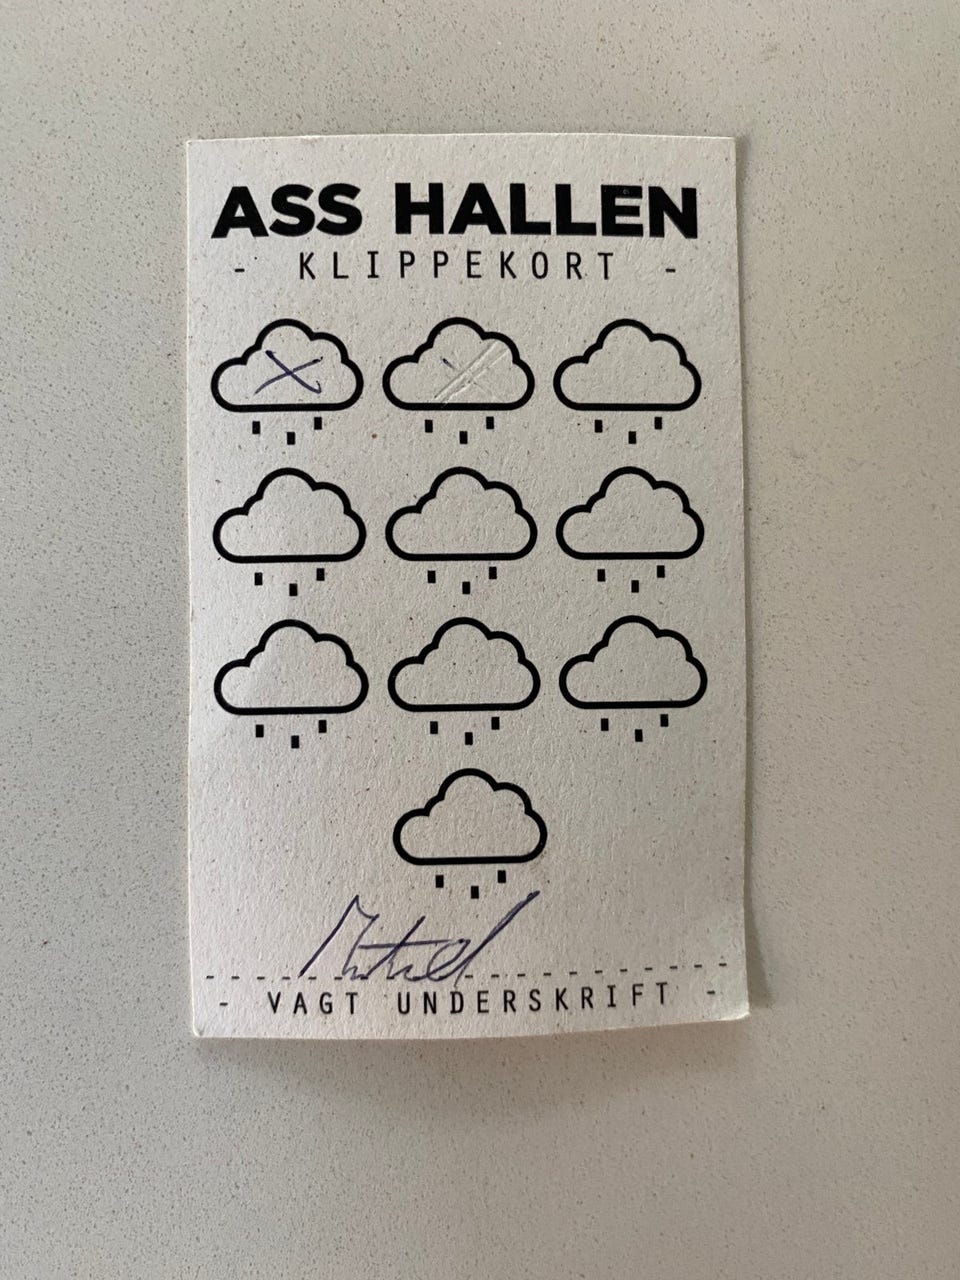 ASS HALLEN
- KLIPPEKORT -
X
X
- VAGT UNDERSKRIFT -